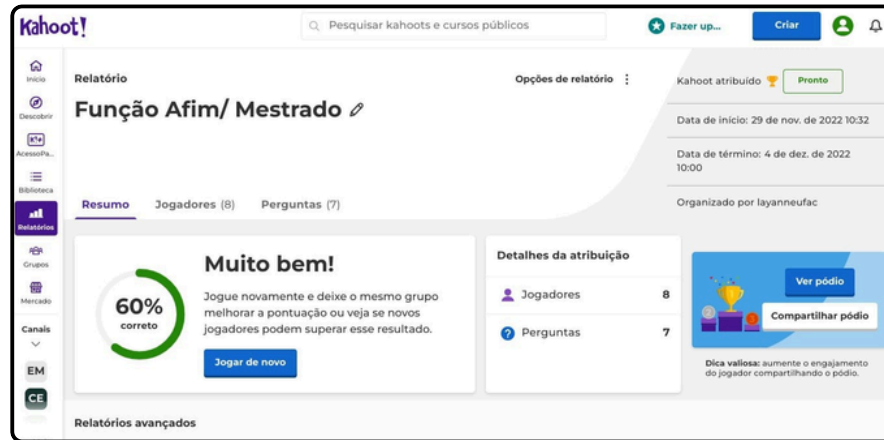 Kahoot!
Pesquisar kahoots e cursos públicos
Fazer up...
Criar
Início
Descobrir
AcessoPa...
Biblioteca
Relatórios
Grupos
Mercado
Canais
EM
CE
Relatório
Opções de relatório
Função Afim/ Mestrado
Resumo
Jogadores (8)
Perguntas (7)
Kahoot atribuído
Pronto
Data de início: 29 de nov. de 2022 10:32
Data de término: 4 de dez. de 2022
10:00
Organizado por layanneufac
60%
correto
Muito bem!
Jogue novamente e deixe o mesmo grupo
melhorar a pontuação ou veja se novos
jogadores podem superar esse resultado.
Jogar de novo
Detalhes da atribuição
Jogadores 8
Perguntas 7
Ver pódio
Compartilhar pódio
Dica valiosa: aumente o engajamento
do jogador compartilhando o pódio.
Relatórios avançados